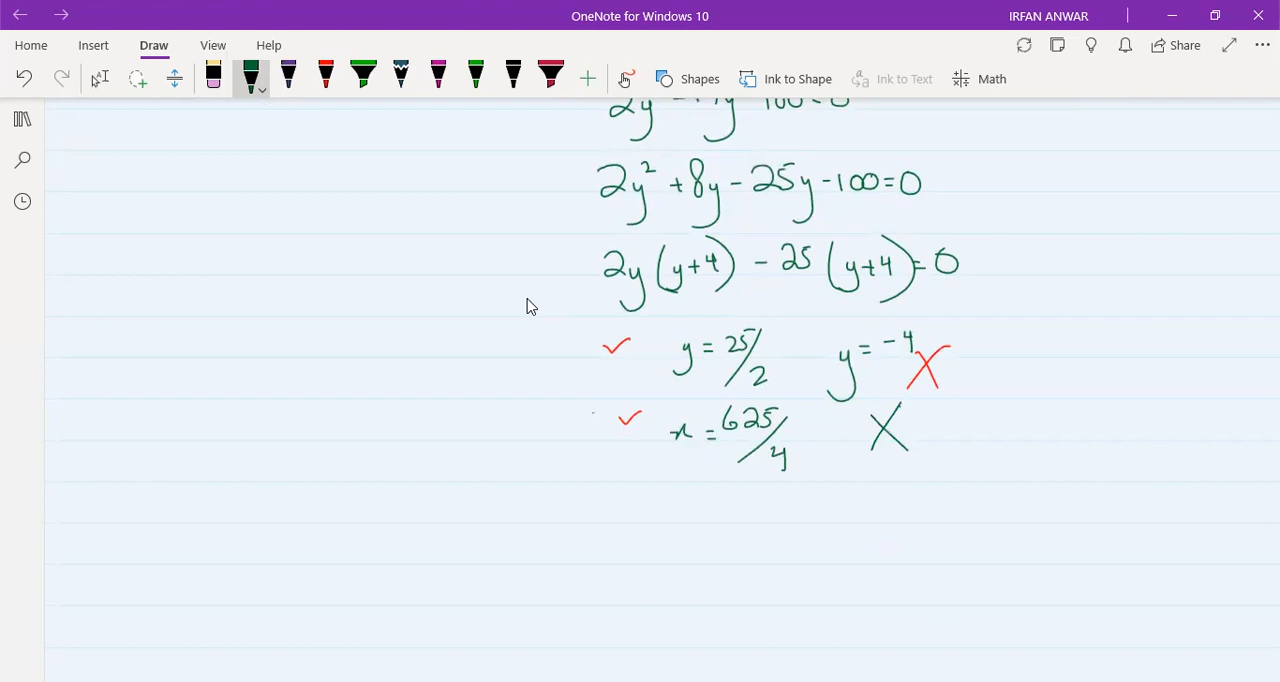 OneNote for Windows 10
IRFAN ANWAR
Home Insert Draw View Help
Share
Shapes Ink to Shape Ink to Text Math
2y² + 8y - 25y - 100 = 0
2y (y+4) - 25 (y+4) = 0
y = 25/2 y = -4
x = 625/4